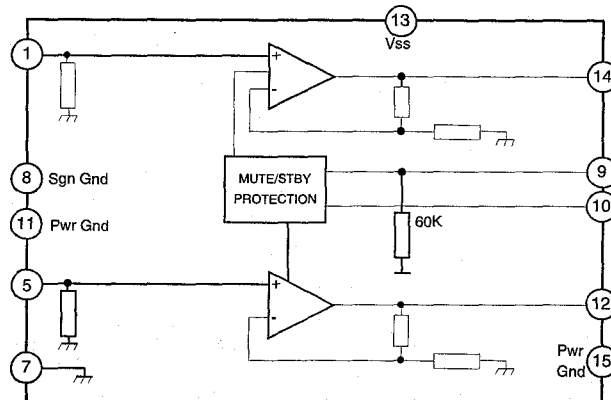 13
Vss
1
+
-
14
8 Sgn Gnd
MUTE/STBY
PROTECTION
9
10
11 Pwr Gnd
60K
5
+
-
12
7
Pwr
Gnd 15